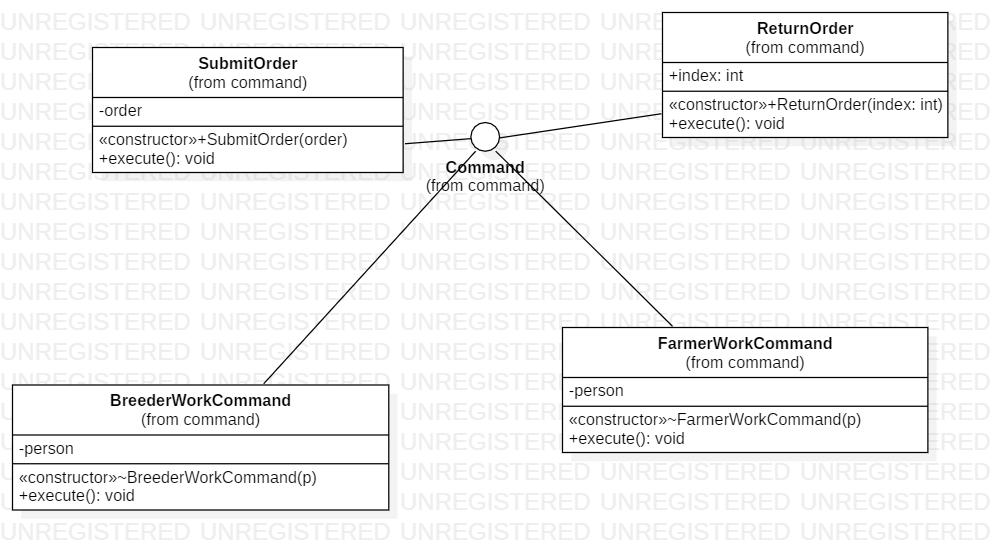 SubmitOrder
(from command)
-order
«constructor»+SubmitOrder(order)
+execute(): void
ReturnOrder
(from command)
+index: int
«constructor»+ReturnOrder(index: int)
+execute(): void
Command
(from command)
BreederWorkCommand
(from command)
-person
«constructor»~BreederWorkCommand(p)
+execute(): void
FarmerWorkCommand
(from command)
-person
«constructor»~FarmerWorkCommand(p)
+execute(): void
UNREGISTERED